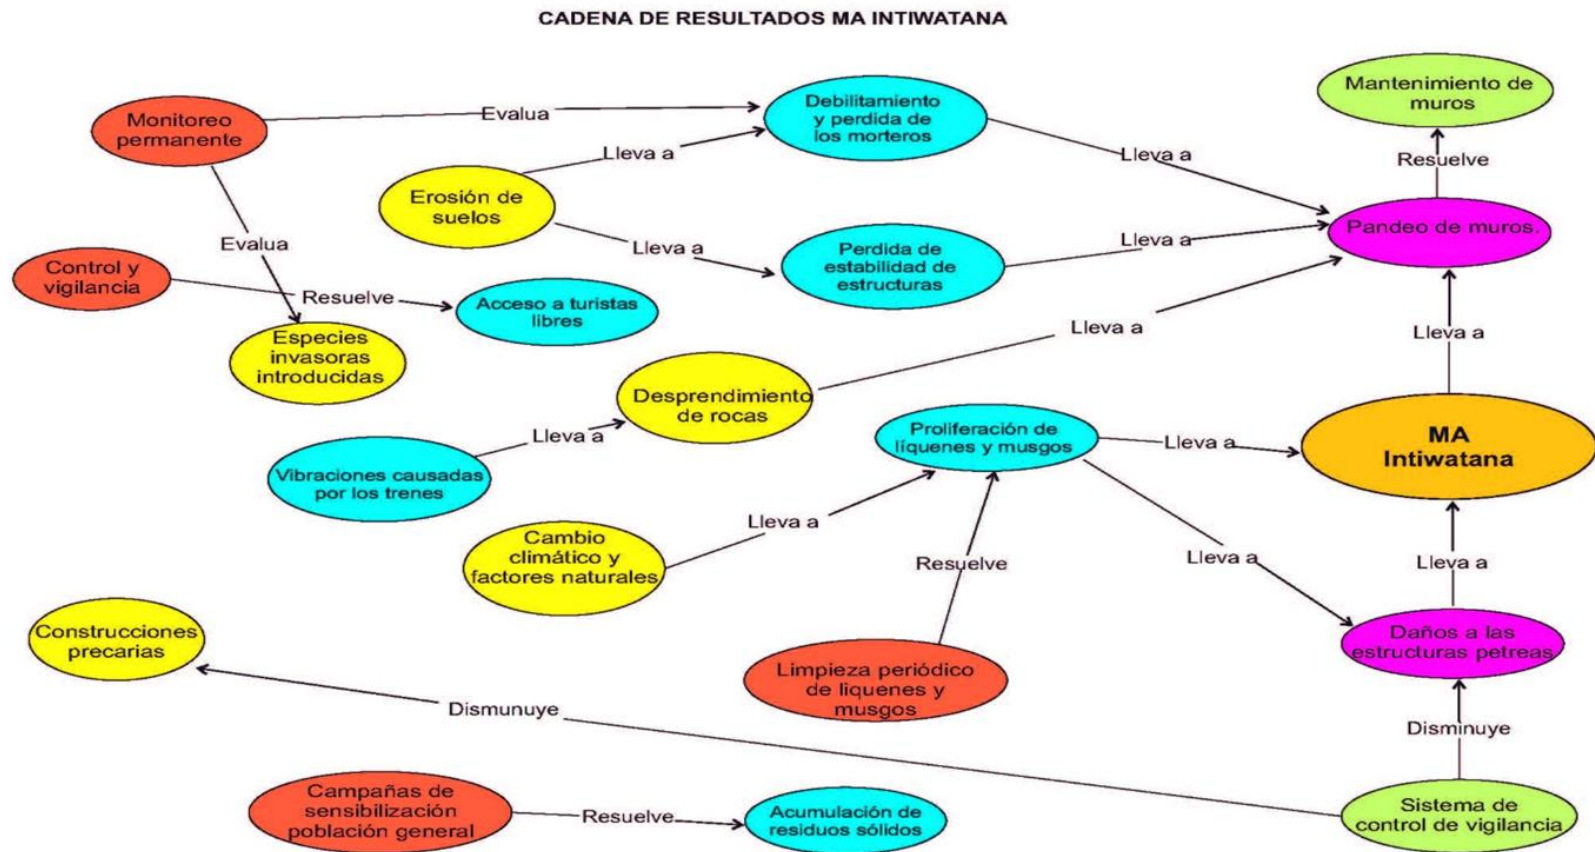 CADENA DE RESULTADOS MA INTIWATANA
Mantenimiento de
muros
Debilitamiento
y perdida de
los morteros
Evalua
Monitoreo
permanente
Lleva a
Lleva a
Resuelve
Erosión de
suelos
Evalua
Lleva a
Perdida de
estabilidad de
estructuras
Lleva a
Pandeo de muros.
Control y
vigilancia
Resuelve
Acceso a turistas
libres
Especies
invasoras
introducidas
Lleva a
Lleva a
Desprendimiento
de rocas
Lleva a
Proliferación de
líquenes y musgos
Lleva a
MA
Intiwatana
Vibraciones causadas
por los trenes
Lleva a
Cambio
climático y
factores naturales
Resuelve
Lleva a
Lleva a
Construcciones
precarias
Daños a las
estructuras petreas
Limpieza periódico
de liquenes y
musgos
Dismunuye
Disminuye
Campañas de
sensibilización
población general
Resuelve
Acumulación de
residuos sólidos
Sistema de
control de vigilancia